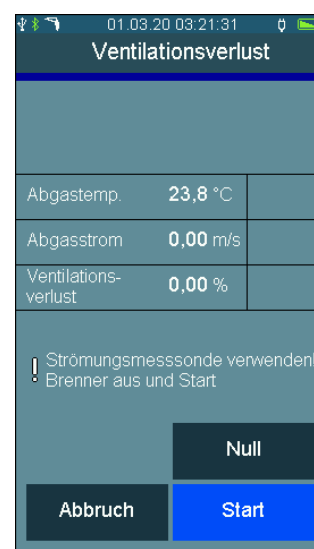 01.03.20 03:21:31
Ventilationsverlust
Abgastemp. 23,8 °C
Abgasstrom 0,00 m/s
Ventilations-
verlust 0,00 %
Strömungsmesssonde verwenden!
Brenner aus und Start
Null
Abbruch Start